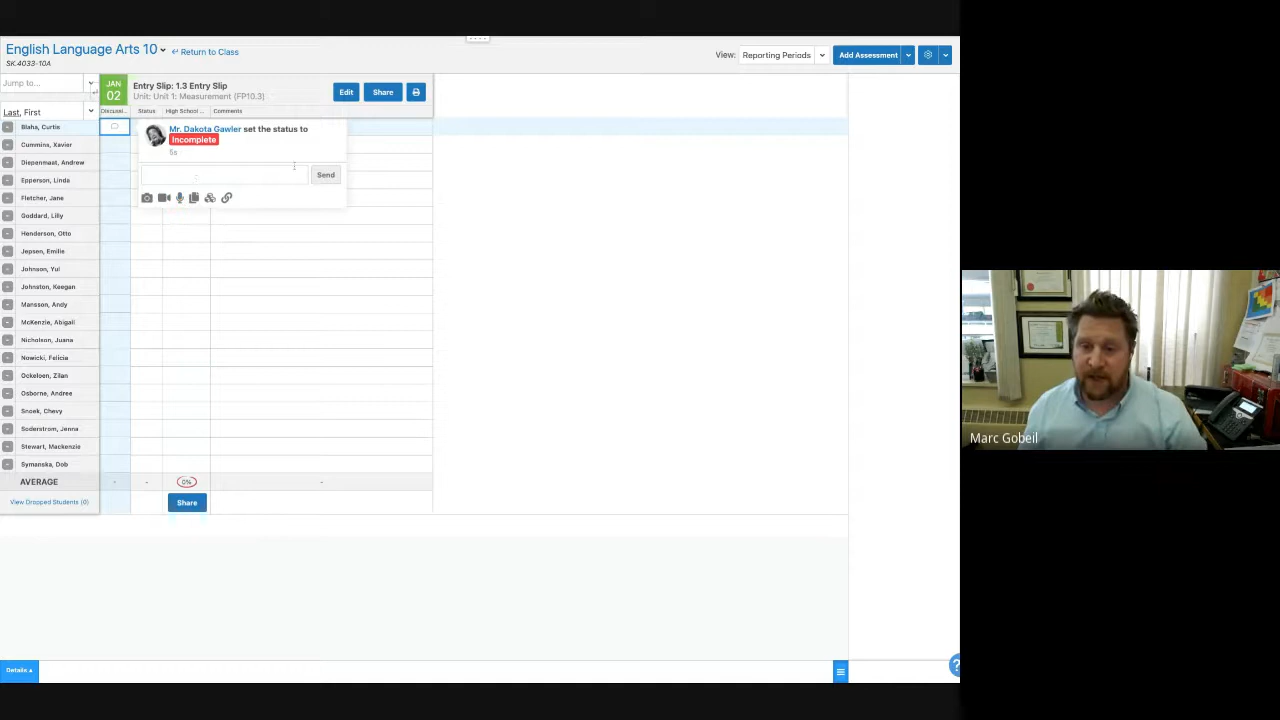 English Language Arts 10
Return to Class
SK.4033-10A
View:
Reporting Periods
Add Assessment
Jump to...
JAN
02
Entry Slip: 1.3 Entry Slip
Unit: Unit 1: Measurement (FP10.3)
Edit
Share
Last, First
Discussi...
Status
High School ...
Comments
Blaha, Curtis
Cummins, Xavier
Diepenmaat, Andrew
Epperson, Linda
Fletcher, Jane
Goddard, Lilly
Henderson, Otto
Jepsen, Emilie
Johnson, Yul
Johnston, Keegan
Mansson, Andy
McKenzie, Abigail
Nicholson, Juana
Nowicki, Felicia
Ockeloen, Zilan
Osborne, Andree
Snoek, Chevy
Soderstrom, Jenna
Stewart, Mackenzie
Symanska, Dob
Mr. Dakota Gawler set the status to
Incomplete
5s
Send
AVERAGE
-
-
0%
-
View Dropped Students (0)
Share
Details
?
Marc Gobeil